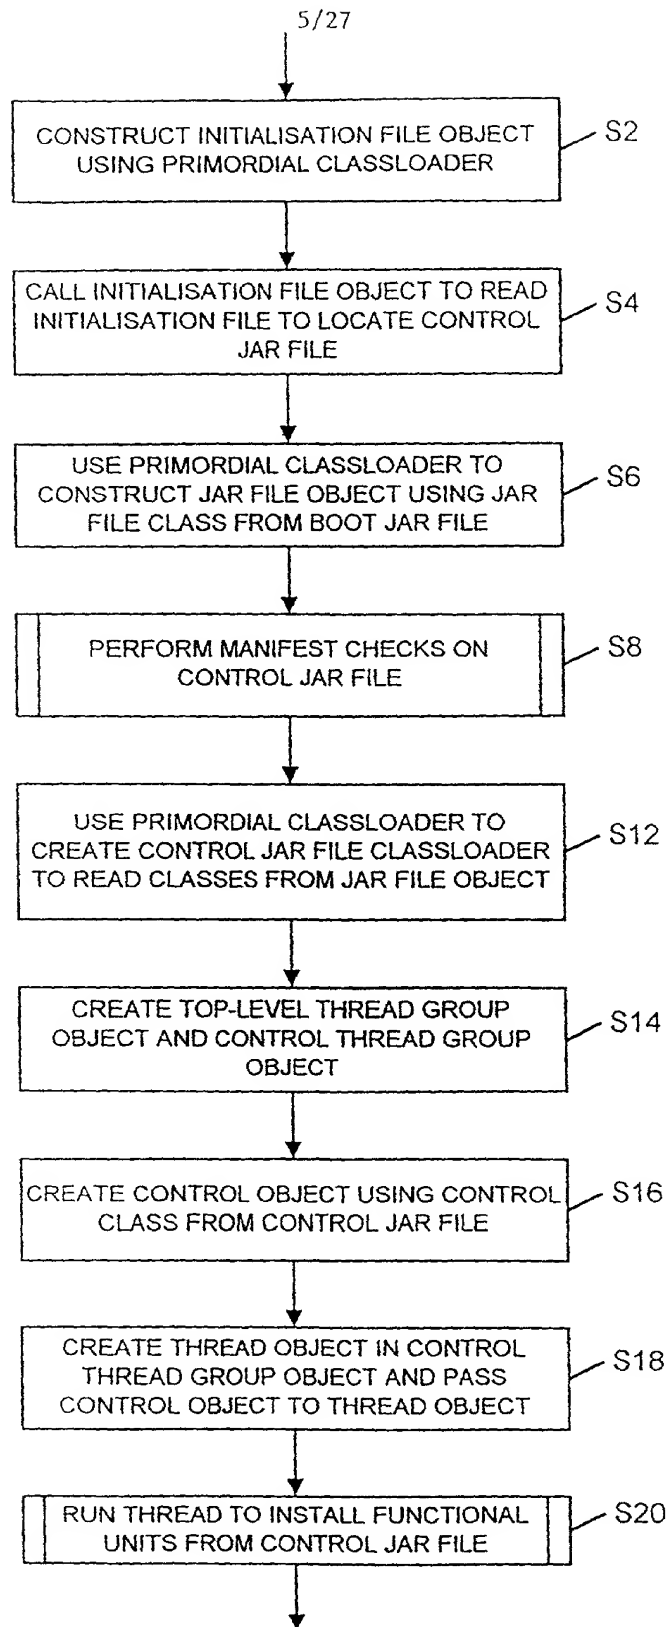 5/27
CONSTRUCT INITIALISATION FILE OBJECT
USING PRIMORDIAL CLASSLOADER
S2
CALL INITIALISATION FILE OBJECT TO READ
INITIALISATION FILE TO LOCATE CONTROL
JAR FILE
S4
USE PRIMORDIAL CLASSLOADER TO
CONSTRUCT JAR FILE OBJECT USING JAR
FILE CLASS FROM BOOT JAR FILE
S6
PERFORM MANIFEST CHECKS ON
CONTROL JAR FILE
S8
USE PRIMORDIAL CLASSLOADER TO
CREATE CONTROL JAR FILE CLASSLOADER
TO READ CLASSES FROM JAR FILE OBJECT
S12
CREATE TOP-LEVEL THREAD GROUP
OBJECT AND CONTROL THREAD GROUP
OBJECT
S14
CREATE CONTROL OBJECT USING CONTROL
CLASS FROM CONTROL JAR FILE
S16
CREATE THREAD OBJECT IN CONTROL
THREAD GROUP OBJECT AND PASS
CONTROL OBJECT TO THREAD OBJECT
S18
RUN THREAD TO INSTALL FUNCTIONAL
UNITS FROM CONTROL JAR FILE
S20